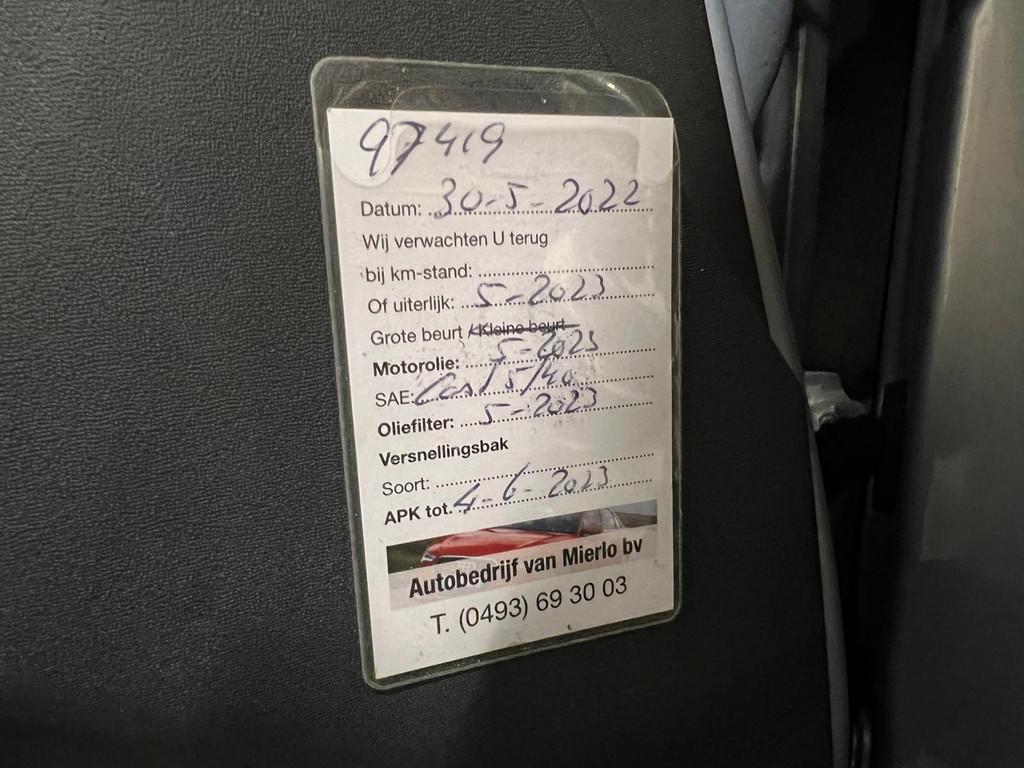 97419
Datum: 30-5-2022
Wij verwachten U terug
bij km-stand:
Of uiterlijk: 5-2023
Grote beurt / Kleine beurt
Motorolie: 5-2023
SAE: 5/40
Oliefilter: 5-2023
Versnellingsbak
Soort:
APK tot. 4-6-2023
Autobedrijf van Mierlo bv
T. (0493) 69 30 03